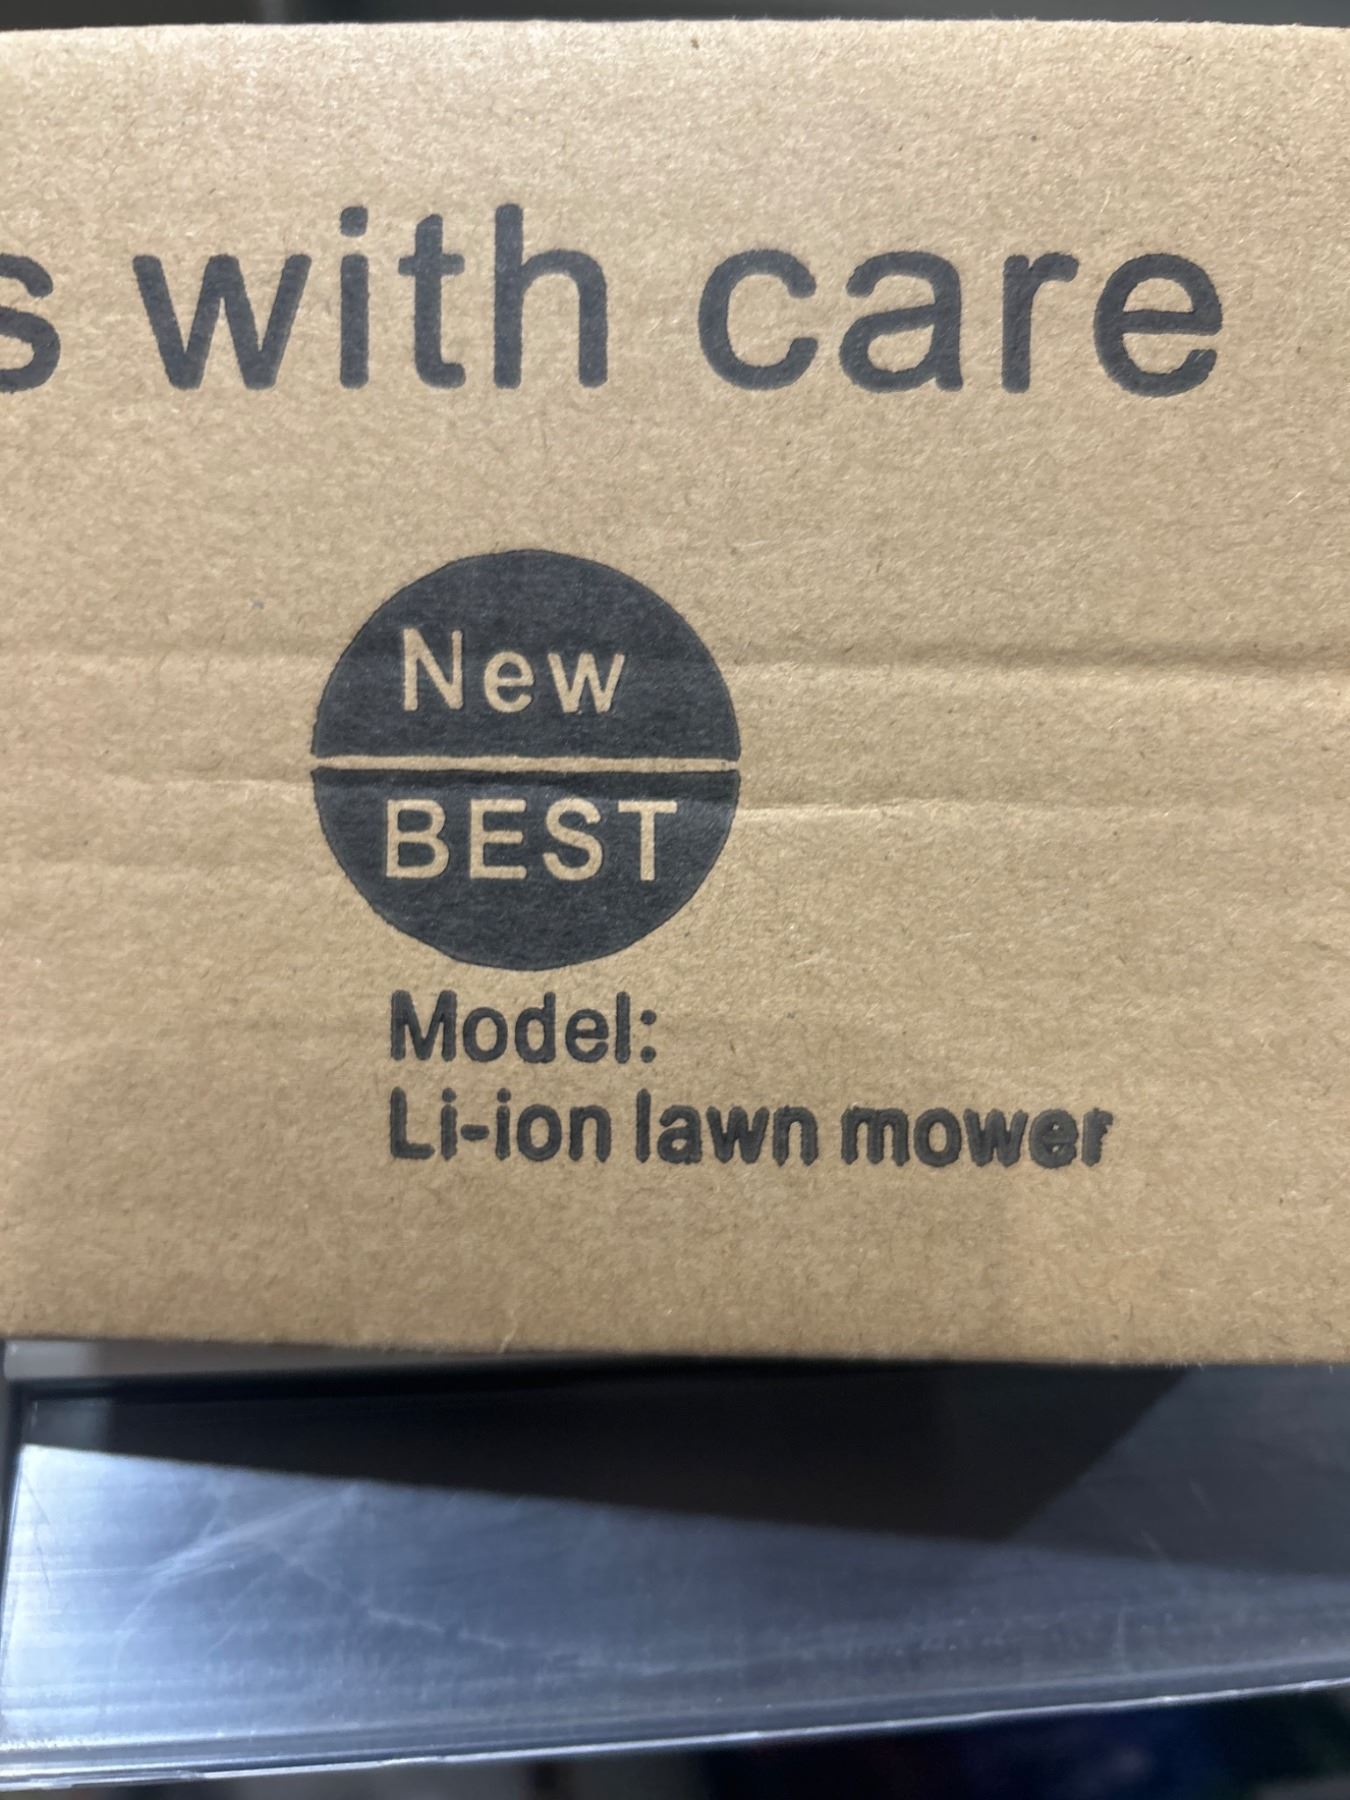 s with care
New
BEST
Model:
Li-ion lawn mower